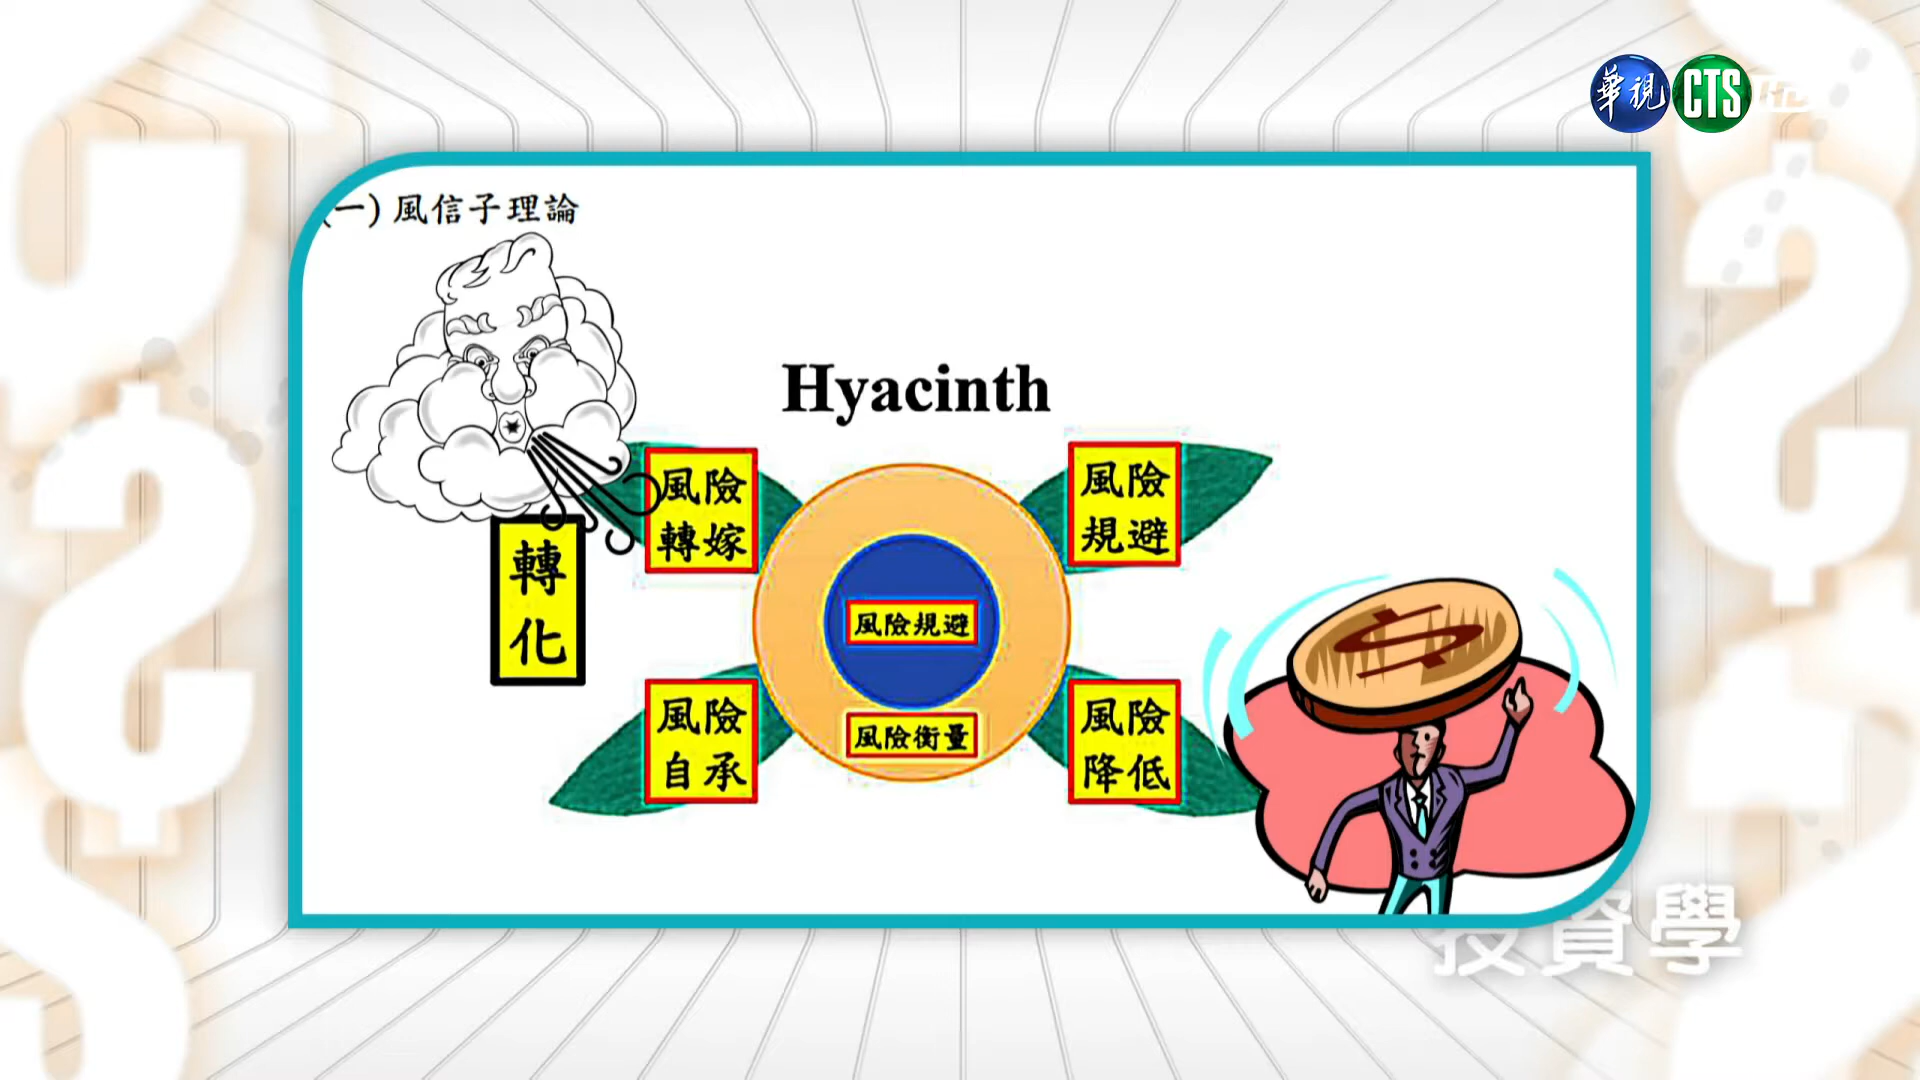 華視 CTS HD
(一) 風信子理論
Hyacinth
風險
轉嫁
風險
規避
轉
化
風險規避
風險衡量
風險
自承
風險
降低
投資學